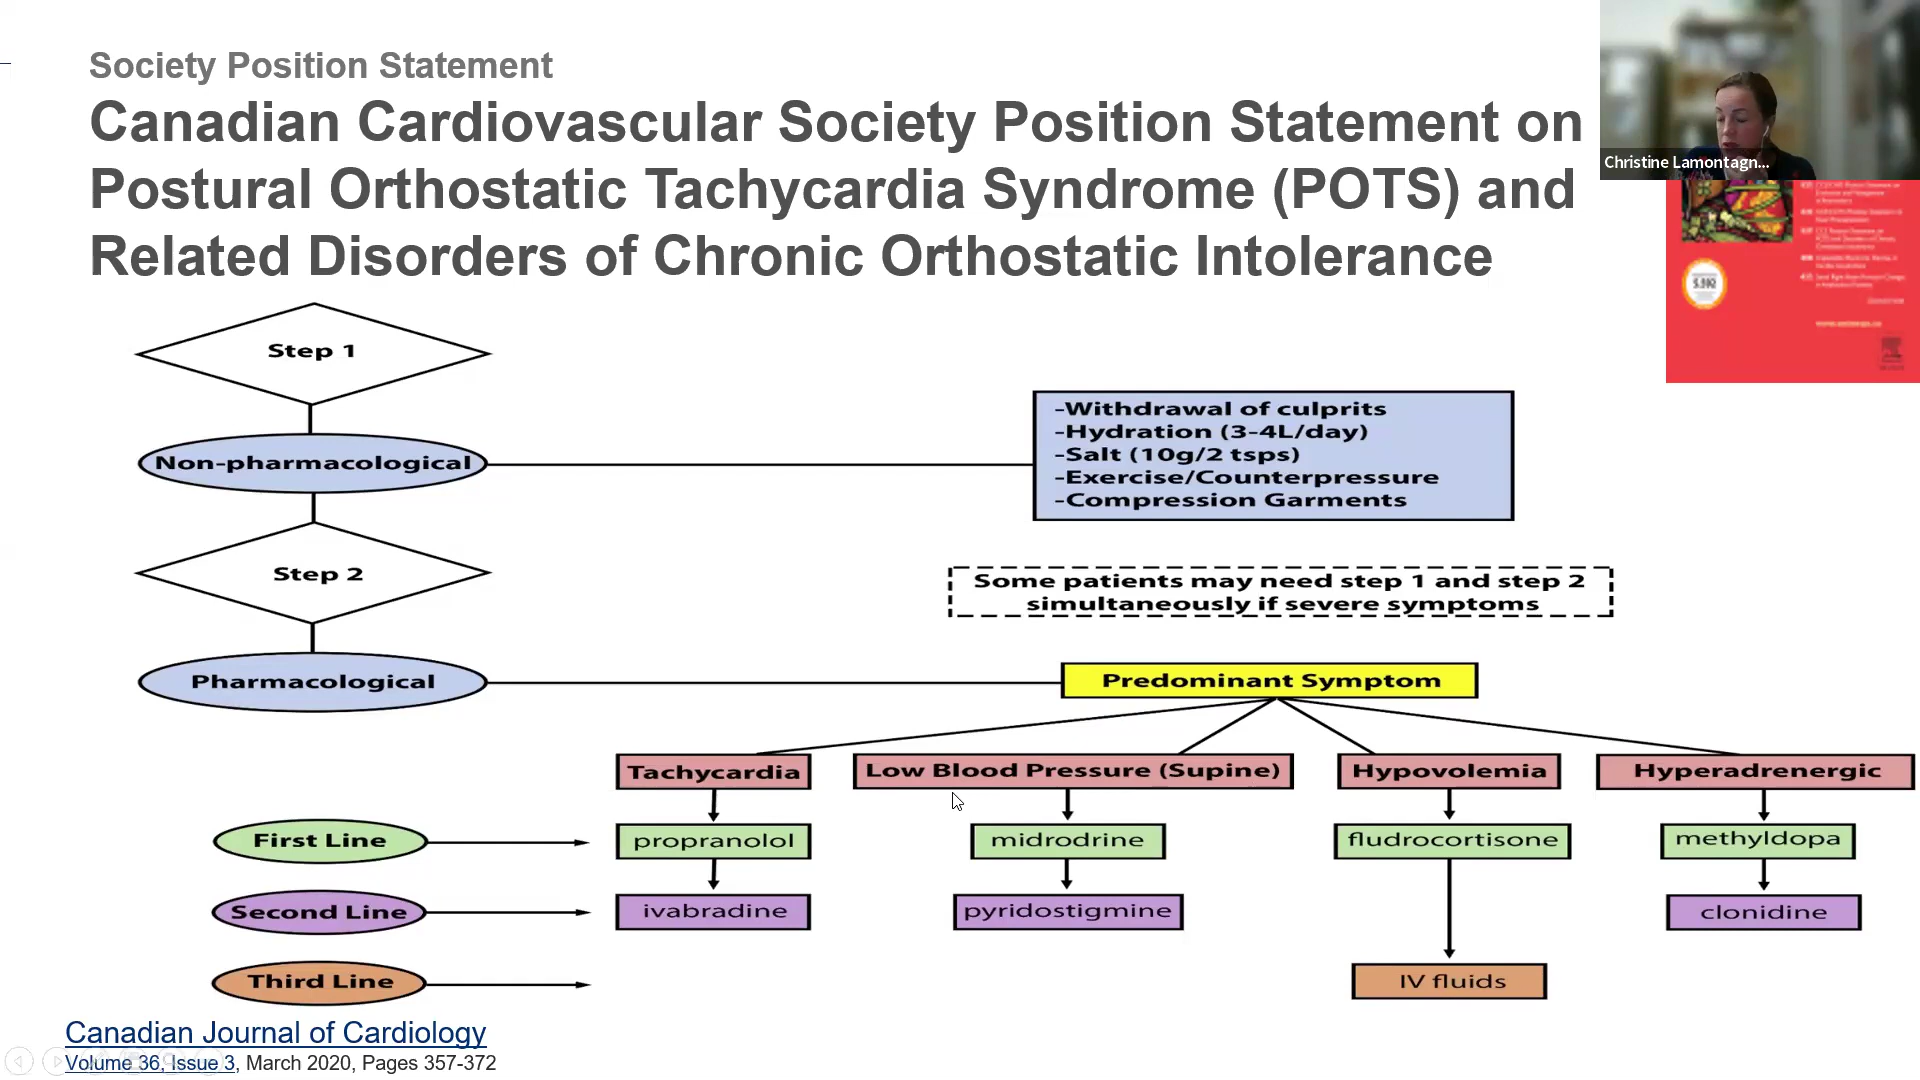 Society Position Statement
Canadian Cardiovascular Society Position Statement on
Postural Orthostatic Tachycardia Syndrome (POTS) and
Related Disorders of Chronic Orthostatic Intolerance
Christine Lamontagn...
5.592
Step 1
Non-pharmacological
-Withdrawal of culprits
-Hydration (3-4L/day)
-Salt (10g/2 tsps)
-Exercise/Counterpressure
-Compression Garments
Step 2
Some patients may need step 1 and step 2
simultaneously if severe symptoms
Pharmacological
Predominant Symptom
Tachycardia
Low Blood Pressure (Supine)
Hypovolemia
Hyperadrenergic
First Line
propranolol
midrodrine
fludrocortisone
methyldopa
Second Line
ivabradine
pyridostigmine
clonidine
Third Line
IV fluids
Canadian Journal of Cardiology
Volume 36, Issue 3, March 2020, Pages 357-372